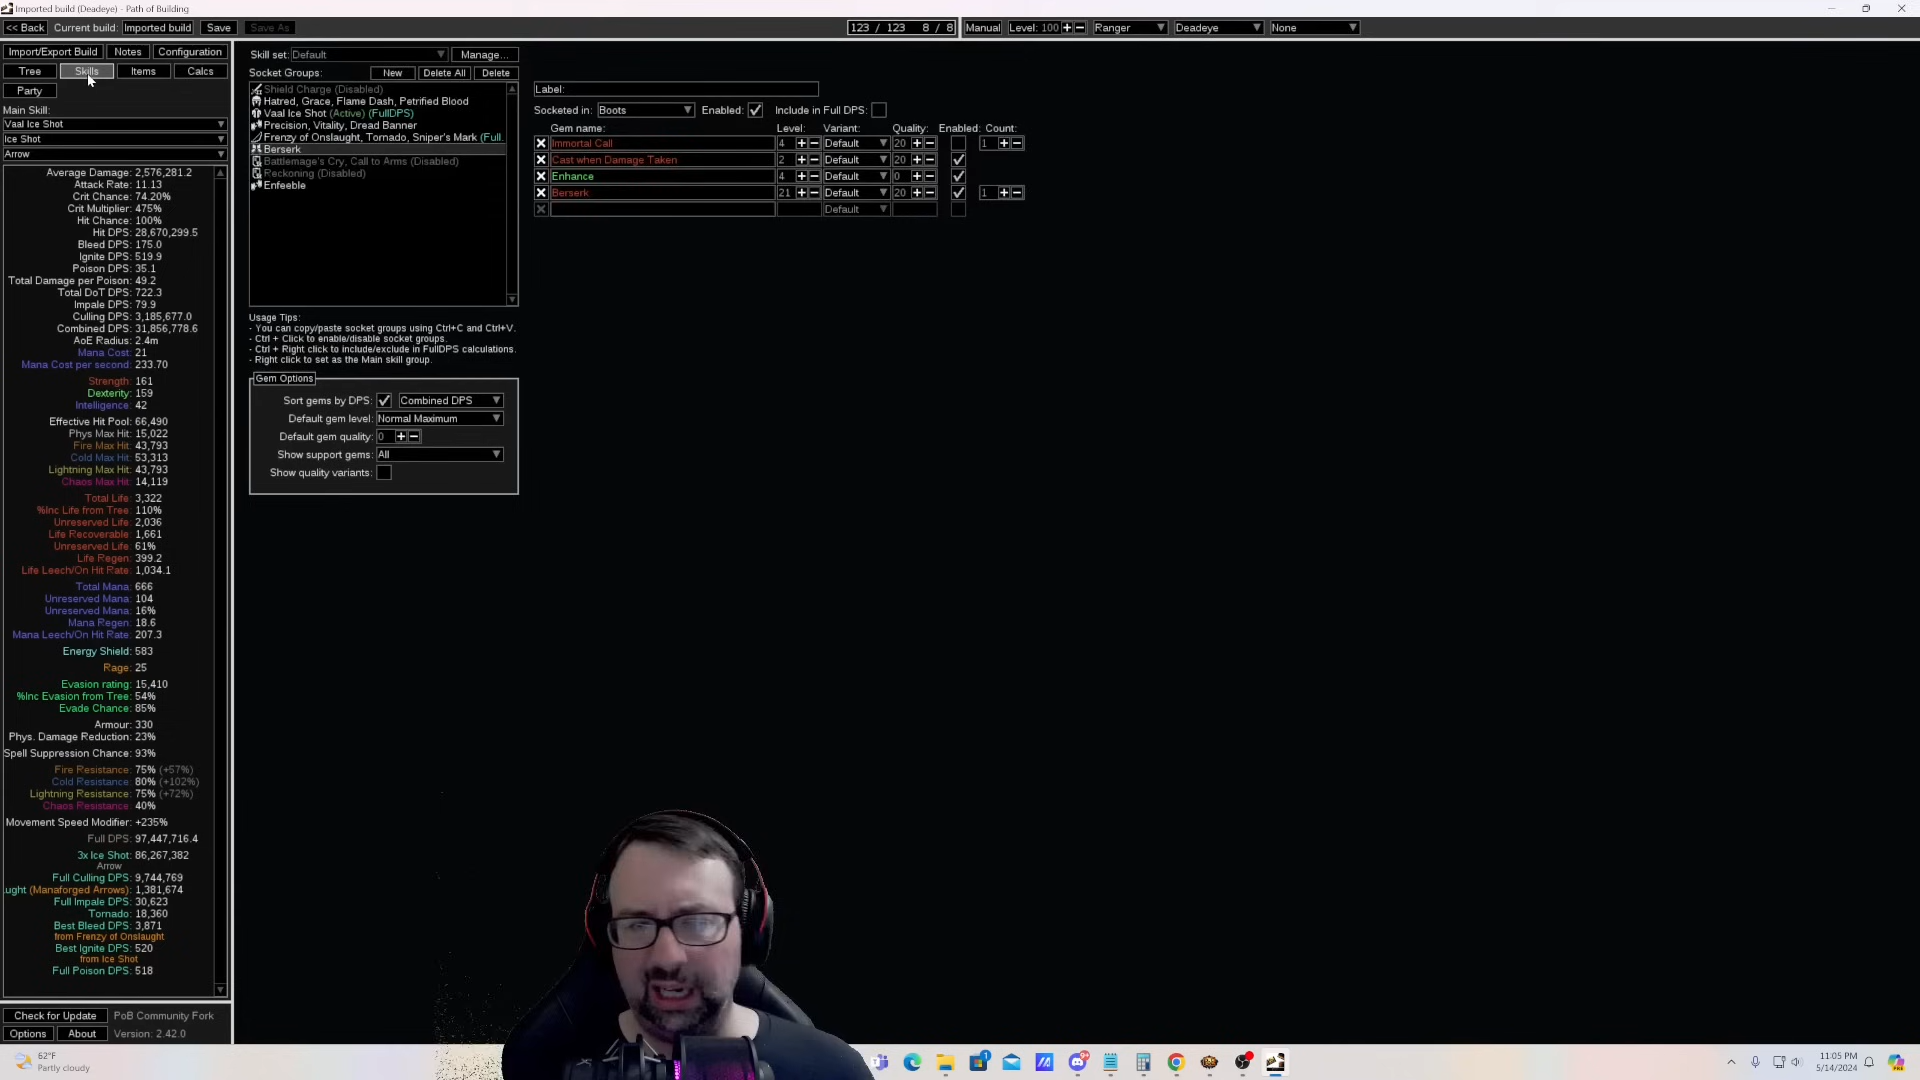 Imported build (Deadeye) - Path of Building
<< Back Current build: Imported build Save Save As 123 / 123 8 / 8 Manual Level: 100 Ranger Deadeye None
Import/Export Build Notes Configuration
Tree Skills Items Calcs
Party
Main Skill:
Vaal Ice Shot
Ice Shot
Arrow
Average Damage: 2,576,281.2
Attack Rate: 11.13
Crit Chance: 74.20%
Crit Multiplier: 475%
Hit Chance: 100%
Hit DPS: 28,670,299.5
Bleed DPS: 175.0
Ignite DPS: 519.9
Poison DPS: 35.1
Total Damage per Poison: 49.2
Total DoT DPS: 722.3
Impale DPS: 79.9
Culling DPS: 3,185,677.0
Combined DPS: 31,856,778.6
AoE Radius: 2.4m
Mana Cost: 21
Mana Cost per second: 233.70
Strength: 161
Dexterity: 159
Intelligence: 42
Effective Hit Pool: 66,490
Phys Max Hit: 15,022
Fire Max Hit: 43,793
Cold Max Hit: 53,313
Lightning Max Hit: 43,793
Chaos Max Hit: 14,119
Total Life: 3,322
%Inc Life from Tree: 110%
Unreserved Life: 2,036
Life Recoverable: 1,661
Unreserved Life: 61%
Life Regen: 399.2
Life Leech/On Hit Rate: 1,034.1
Total Mana: 666
Unreserved Mana: 104
Unreserved Mana: 16%
Mana Regen: 18.6
Mana Leech/On Hit Rate: 207.3
Energy Shield: 583
Rage: 25
Evasion rating: 15,410
%Inc Evasion from Tree: 54%
Evade Chance: 85%
Armour: 330
Phys. Damage Reduction: 23%
Spell Suppression Chance: 93%
Fire Resistance: 75% (+57%)
Cold Resistance: 80% (+102%)
Lightning Resistance: 75% (+72%)
Chaos Resistance: 40%
Movement Speed Modifier: +235%
Full DPS: 97,447,716.4
3x Ice Shot: 86,267,382
Arrow
Full Culling DPS: 9,744,769
ught (Manaforged Arrows): 1,381,674
Full Impale DPS: 30,623
Tornado: 18,360
Best Bleed DPS: 3,871
from Frenzy of Onslaught
Best Ignite DPS: 520
from Ice Shot
Full Poison DPS: 518
Check for Update PoB Community Fork
Options About Version: 2.42.0
Skill set: Default Manage...
Socket Groups: New Delete All Delete
Shield Charge (Disabled)
Hatred, Grace, Flame Dash, Petrified Blood
Vaal Ice Shot (Active) (FullDPS)
Precision, Vitality, Dread Banner
Frenzy of Onslaught, Tornado, Sniper's Mark (Full
Berserk
Battlemage's Cry, Call to Arms (Disabled)
Reckoning (Disabled)
Enfeeble
Usage Tips:
- You can copy/paste socket groups using Ctrl+C and Ctrl+V.
- Ctrl + Click to enable/disable socket groups.
- Ctrl + Right click to include/exclude in FullDPS calculations.
- Right click to set as the Main skill group.
Gem Options
Sort gems by DPS: Combined DPS
Default gem level: Normal Maximum
Default gem quality: 0
Show support gems: All
Show quality variants:
Label:
Socketed in: Boots Enabled: Include in Full DPS:
Gem name: Level: Variant: Quality: Enabled: Count:
Immortal Call 4 Default 20 1
Cast when Damage Taken 2 Default 20
Enhance 4 Default 0
Berserk 21 Default 20 1
Default
62°F
Partly cloudy
11:05 PM
5/14/2024